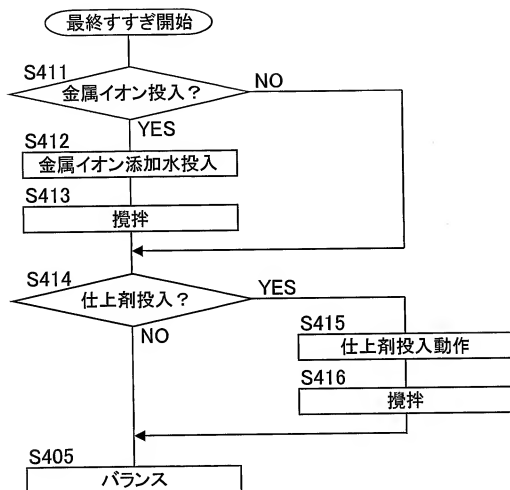 最終すすぎ開始
S411
金属イオン投入?
NO
YES
S412
金属イオン添加水投入
S413
攪拌
S414
仕上剤投入?
YES
NO
S415
仕上剤投入動作
S416
攪拌
S405
バランス